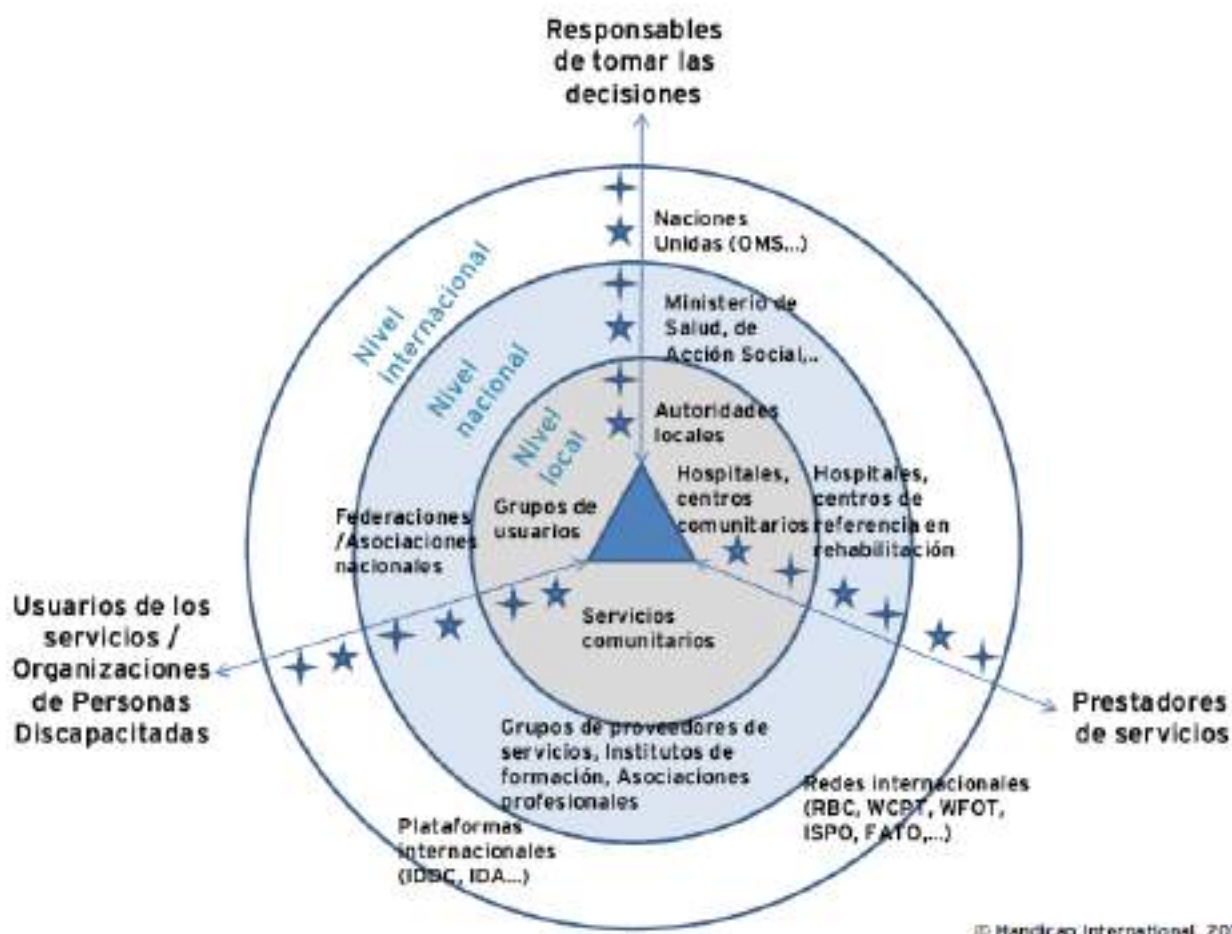 Responsables
de tomar las
decisiones
Naciones
Unidas (OMS...)
Nivel
internacional
Ministerio de
Salud, de
Acción Social,..
Nivel
nacional
Autoridades
locales
Nivel
local
Hospitales,
centros
comunitarios
Hospitales,
centros de
referencia en
rehabilitación
Grupos de
usuarios
Federaciones
/Asociaciones
nacionales
Usuarios de los
servicios /
Organizaciones
de Personas
Discapacitadas
Servicios
comunitarios
Prestadores
de servicios
Grupos de proveedores de
servicios, Institutos de
formación, Asociaciones
profesionales
Redes internacionales
(RBC, WCPT, WFOT,
ISPO, FATO,...)
Plataformas
internacionales
(IDDC, IDA...)
© Handicap International, 20